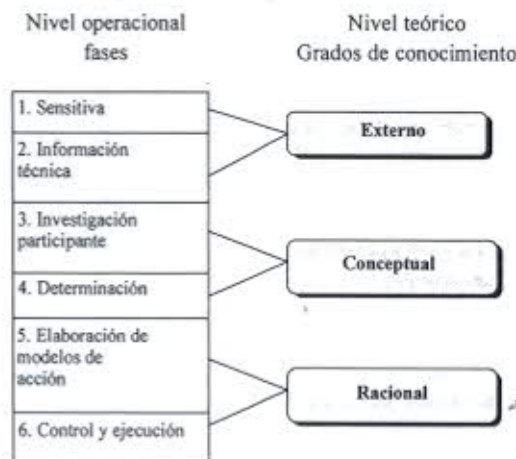 Nivel operacional
fases
Nivel teórico
Grados de conocimiento
1. Sensitiva
2. Información
técnica
3. Investigación
participante
4. Determinación
5. Elaboración de
modelos de
acción
6. Control y ejecución
Externo
Conceptual
Racional